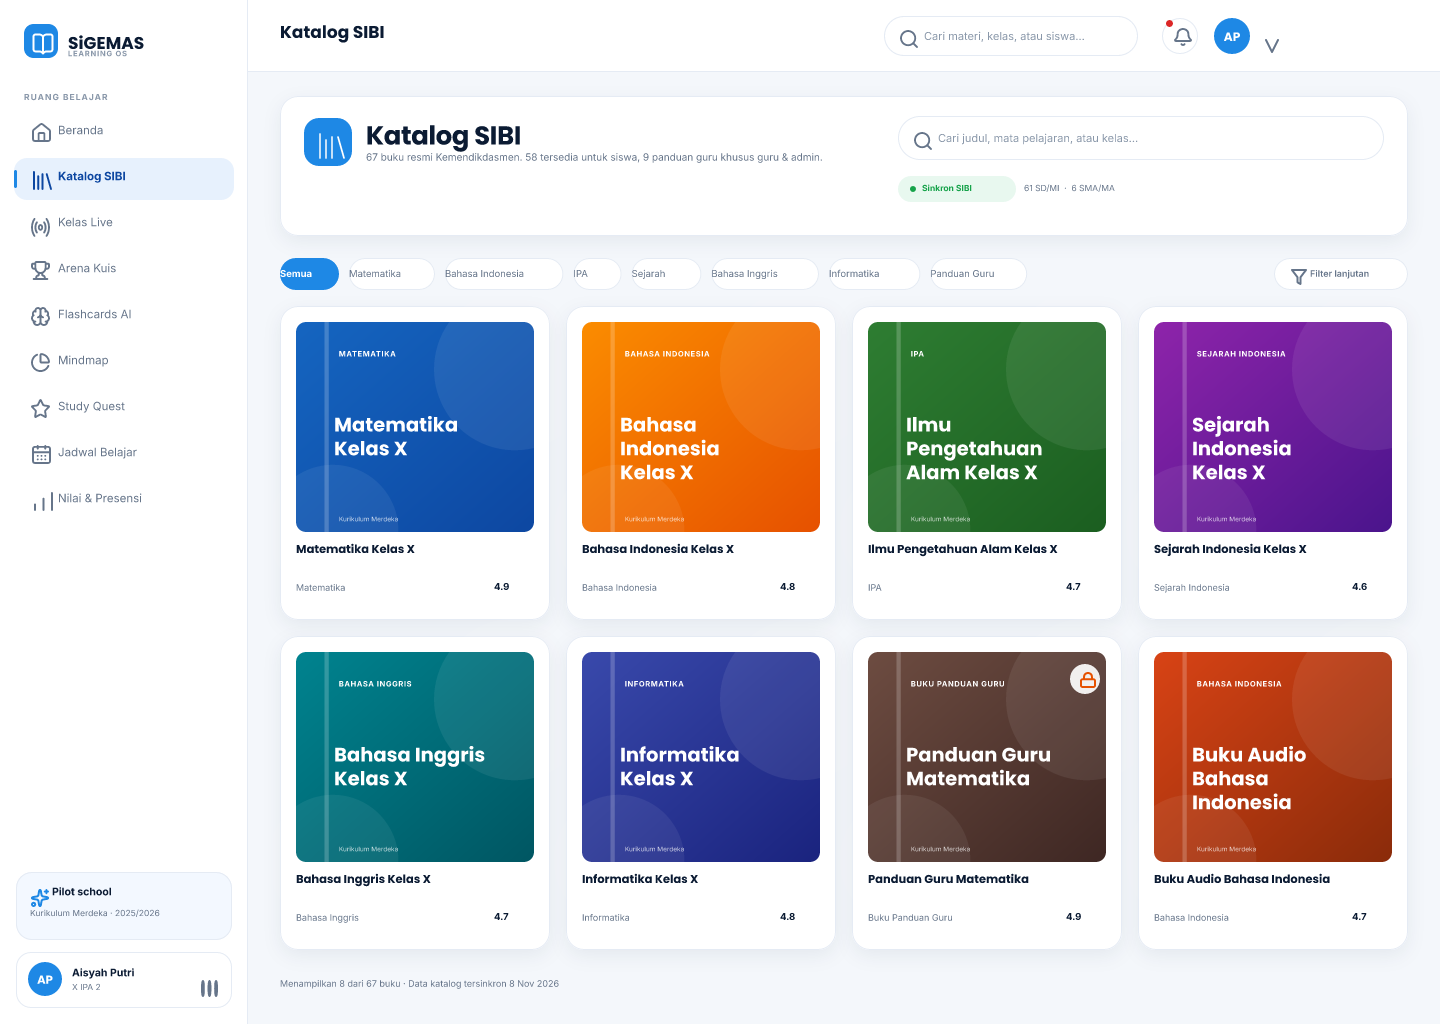 SiGEMAS
LEARNING OS
RUANG BELAJAR
Beranda
Katalog SIBI
Kelas Live
Arena Kuis
Flashcards AI
Mindmap
Study Quest
Jadwal Belajar
Nilai & Presensi
Pilot school
Kurikulum Merdeka · 2025/2026
AP
Aisyah Putri
X IPA 2
Katalog SIBI
Cari materi, kelas, atau siswa...
AP
Katalog SIBI
67 buku resmi Kemendikdasmen. 58 tersedia untuk siswa, 9 panduan guru khusus guru & admin.
Cari judul, mata pelajaran, atau kelas...
Sinkron SIBI
61 SD/MI · 6 SMA/MA
Semua
Matematika
Bahasa Indonesia
IPA
Sejarah
Bahasa Inggris
Informatika
Panduan Guru
Filter lanjutan
MATEMATIKA
Matematika
Kelas X
Kurikulum Merdeka
Matematika Kelas X
Matematika
4.9
BAHASA INDONESIA
Bahasa
Indonesia
Kelas X
Kurikulum Merdeka
Bahasa Indonesia Kelas X
Bahasa Indonesia
4.8
IPA
Ilmu
Pengetahuan
Alam Kelas X
Kurikulum Merdeka
Ilmu Pengetahuan Alam Kelas X
IPA
4.7
SEJARAH INDONESIA
Sejarah
Indonesia
Kelas X
Kurikulum Merdeka
Sejarah Indonesia Kelas X
Sejarah Indonesia
4.6
BAHASA INGGRIS
Bahasa Inggris
Kelas X
Kurikulum Merdeka
Bahasa Inggris Kelas X
Bahasa Inggris
4.7
INFORMATIKA
Informatika
Kelas X
Kurikulum Merdeka
Informatika Kelas X
Informatika
4.8
BUKU PANDUAN GURU
Panduan Guru
Matematika
Kurikulum Merdeka
Panduan Guru Matematika
Buku Panduan Guru
4.9
BAHASA INDONESIA
Buku Audio
Bahasa
Indonesia
Kurikulum Merdeka
Buku Audio Bahasa Indonesia
Bahasa Indonesia
4.7
Menampilkan 8 dari 67 buku · Data katalog tersinkron 8 Nov 2026